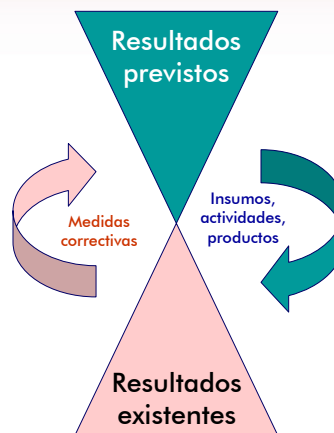 Resultados
previstos
Medidas
correctivas
Insumos,
actividades,
productos
Resultados
existentes